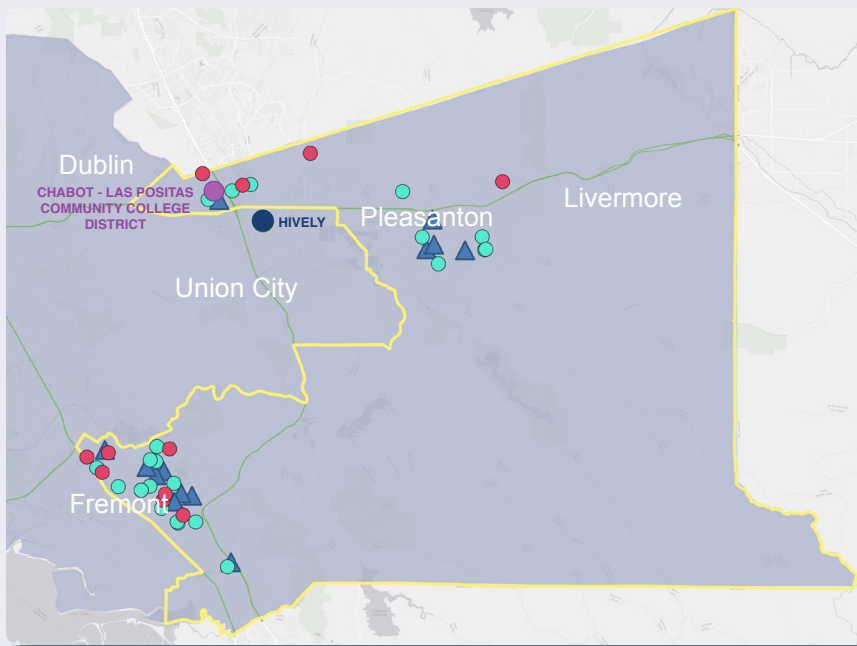 Dublin
CHABOT - LAS POSITAS
COMMUNITY COLLEGE
DISTRICT
HIVELY
Pleasanton
Livermore
Union City
Fremont